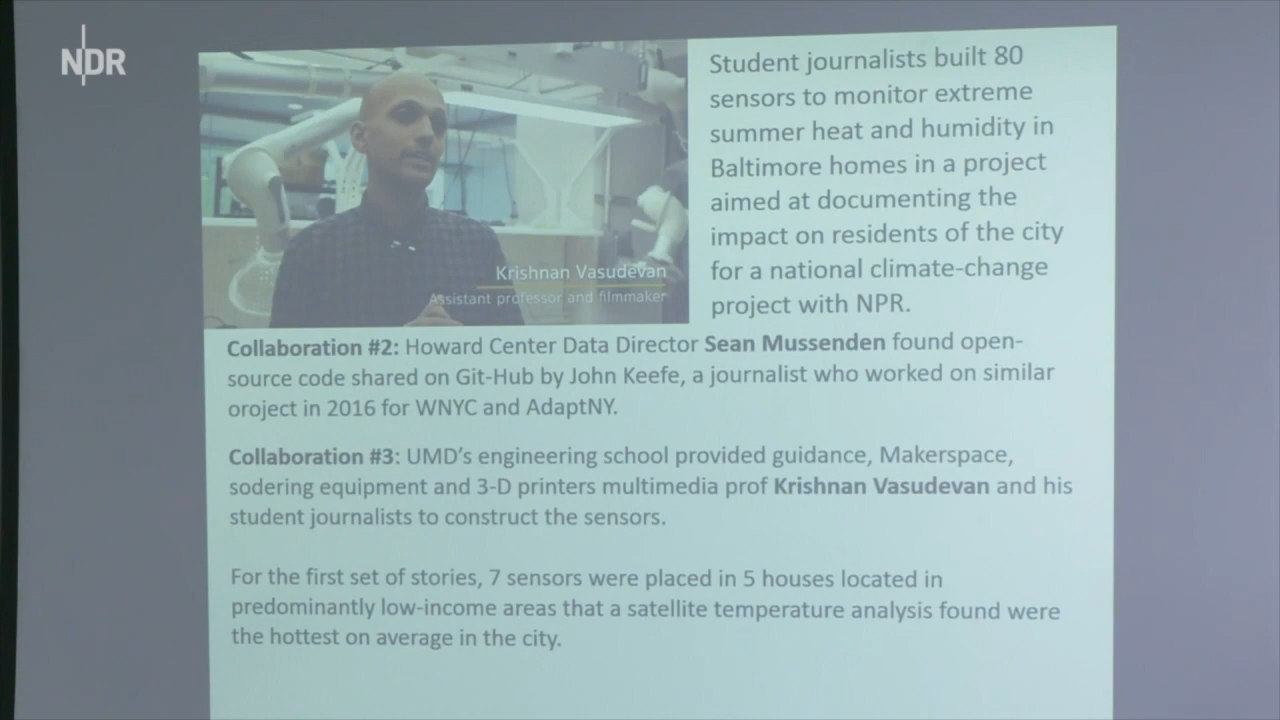 NDR
Student journalists built 80
sensors to monitor extreme
summer heat and humidity in
Baltimore homes in a project
aimed at documenting the
impact on residents of the city
for a national climate-change
project with NPR.
Krishnan Vasudevan
Assistant professor and filmmaker
Collaboration #2: Howard Center Data Director Sean Mussenden found open-
source code shared on Git-Hub by John Keefe, a journalist who worked on similar
oroject in 2016 for WNYC and AdaptNY.
Collaboration #3: UMD's engineering school provided guidance, Makerspace,
sodering equipment and 3-D printers multimedia prof Krishnan Vasudevan and his
student journalists to construct the sensors.
For the first set of stories, 7 sensors were placed in 5 houses located in
predominantly low-income areas that a satellite temperature analysis found were
the hottest on average in the city.